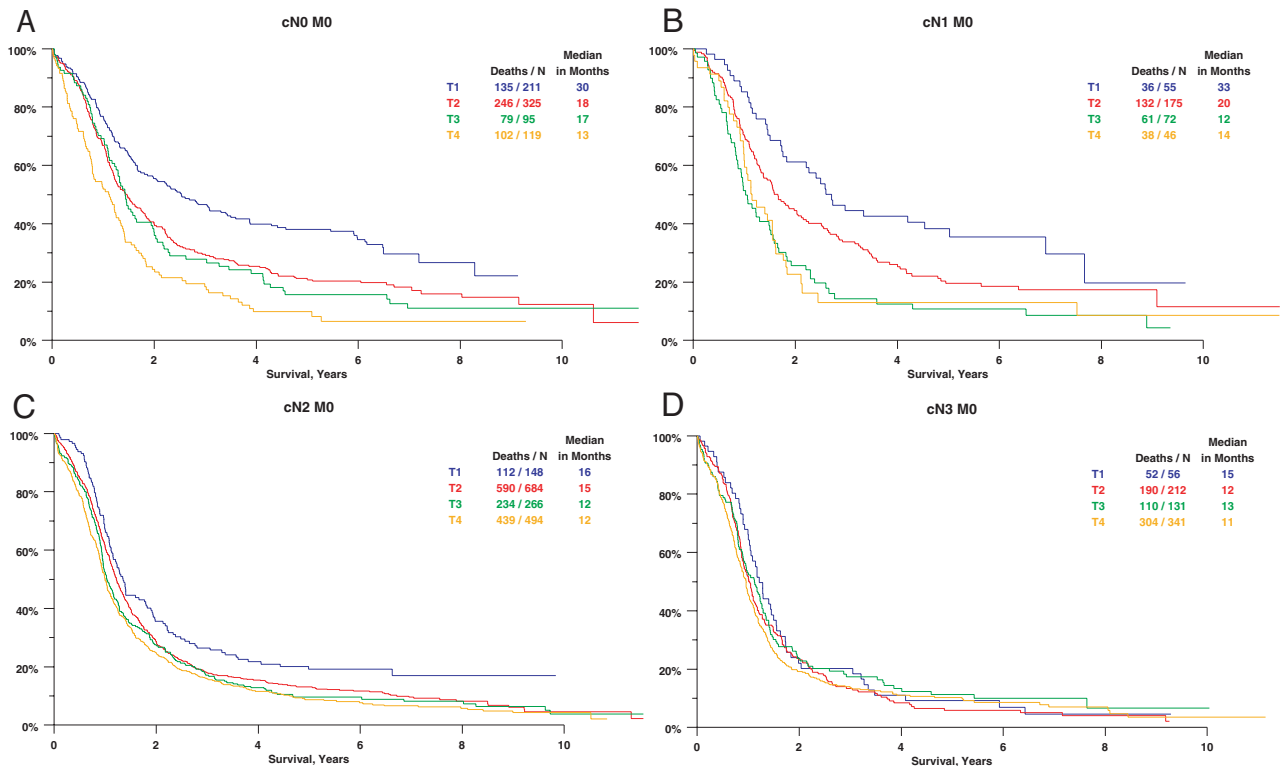 A
cN0 M0
Median
Deaths / N in Months
T1 135 / 211 30
T2 246 / 325 18
T3 79 / 95 17
T4 102 / 119 13
100%
80%
60%
40%
20%
0%
0 2 4 6 8 10
Survival, Years
B
cN1 M0
Median
Deaths / N in Months
T1 36 / 55 33
T2 132 / 175 20
T3 61 / 72 12
T4 38 / 46 14
100%
80%
60%
40%
20%
0%
0 2 4 6 8 10
Survival, Years
C
cN2 M0
Median
Deaths / N in Months
T1 112 / 148 16
T2 590 / 684 15
T3 234 / 266 12
T4 439 / 494 12
100%
80%
60%
40%
20%
0%
0 2 4 6 8 10
Survival, Years
D
cN3 M0
Median
Deaths / N in Months
T1 52 / 56 15
T2 190 / 212 12
T3 110 / 131 13
T4 304 / 341 11
100%
80%
60%
40%
20%
0%
0 2 4 6 8 10
Survival, Years